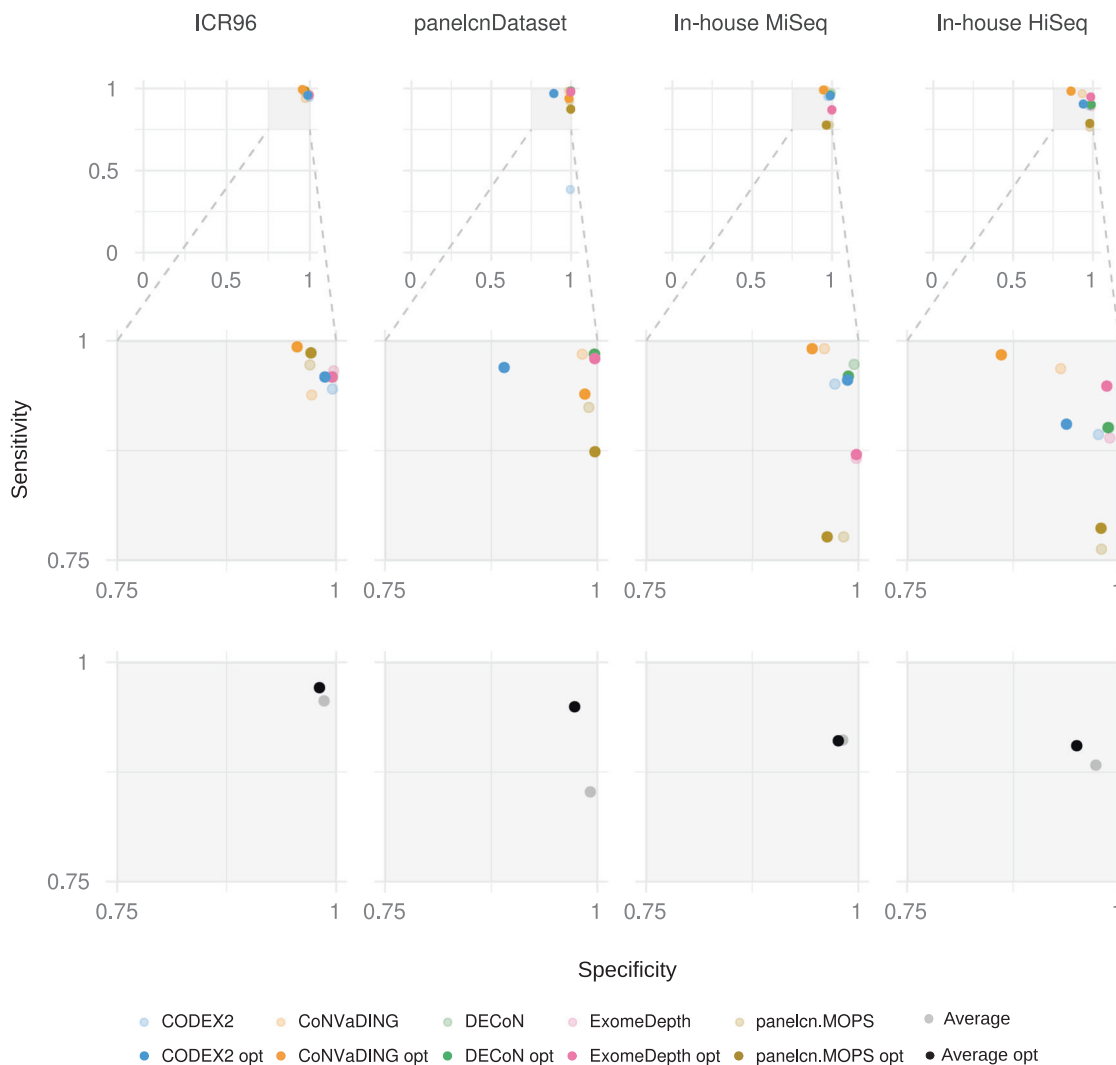 ICR96 panelcnDataset In-house MiSeq In-house HiSeq
1
0.5
0
0 0.5 1 0 0.5 1 0 0.5 1 0 0.5 1
1
Sensitivity
0.75
0.75 1 0.75 1 0.75 1 0.75 1
1
0.75
0.75 1 0.75 1 0.75 1 0.75 1
Specificity
CODEX2 CoNVaDING DECoN ExomeDepth panelcn.MOPS Average
CODEX2 opt CoNVaDING opt DECoN opt ExomeDepth opt panelcn.MOPS opt Average opt